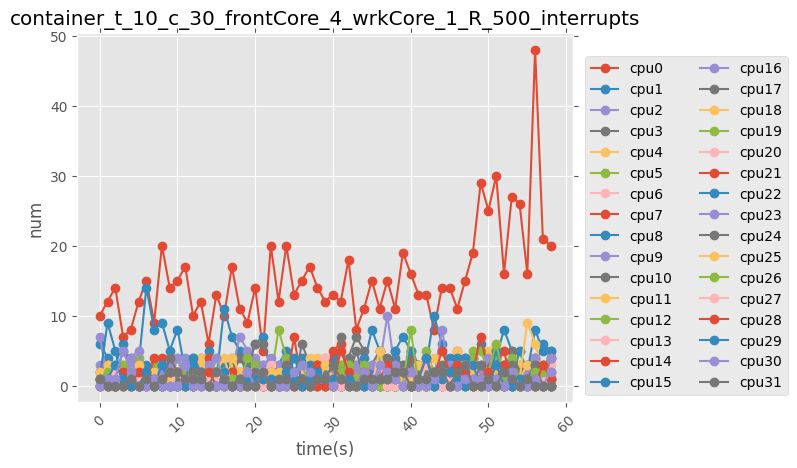 container_t_10_c_30_frontCore_4_wrkCore_1_R_500_interrupts
num
50
40
30
20
10
0
0 10 20 30 40 50 60
time(s)
cpu0 cpu16
cpu1 cpu17
cpu2 cpu18
cpu3 cpu19
cpu4 cpu20
cpu5 cpu21
cpu6 cpu22
cpu7 cpu23
cpu8 cpu24
cpu9 cpu25
cpu10 cpu26
cpu11 cpu27
cpu12 cpu28
cpu13 cpu29
cpu14 cpu30
cpu15 cpu31